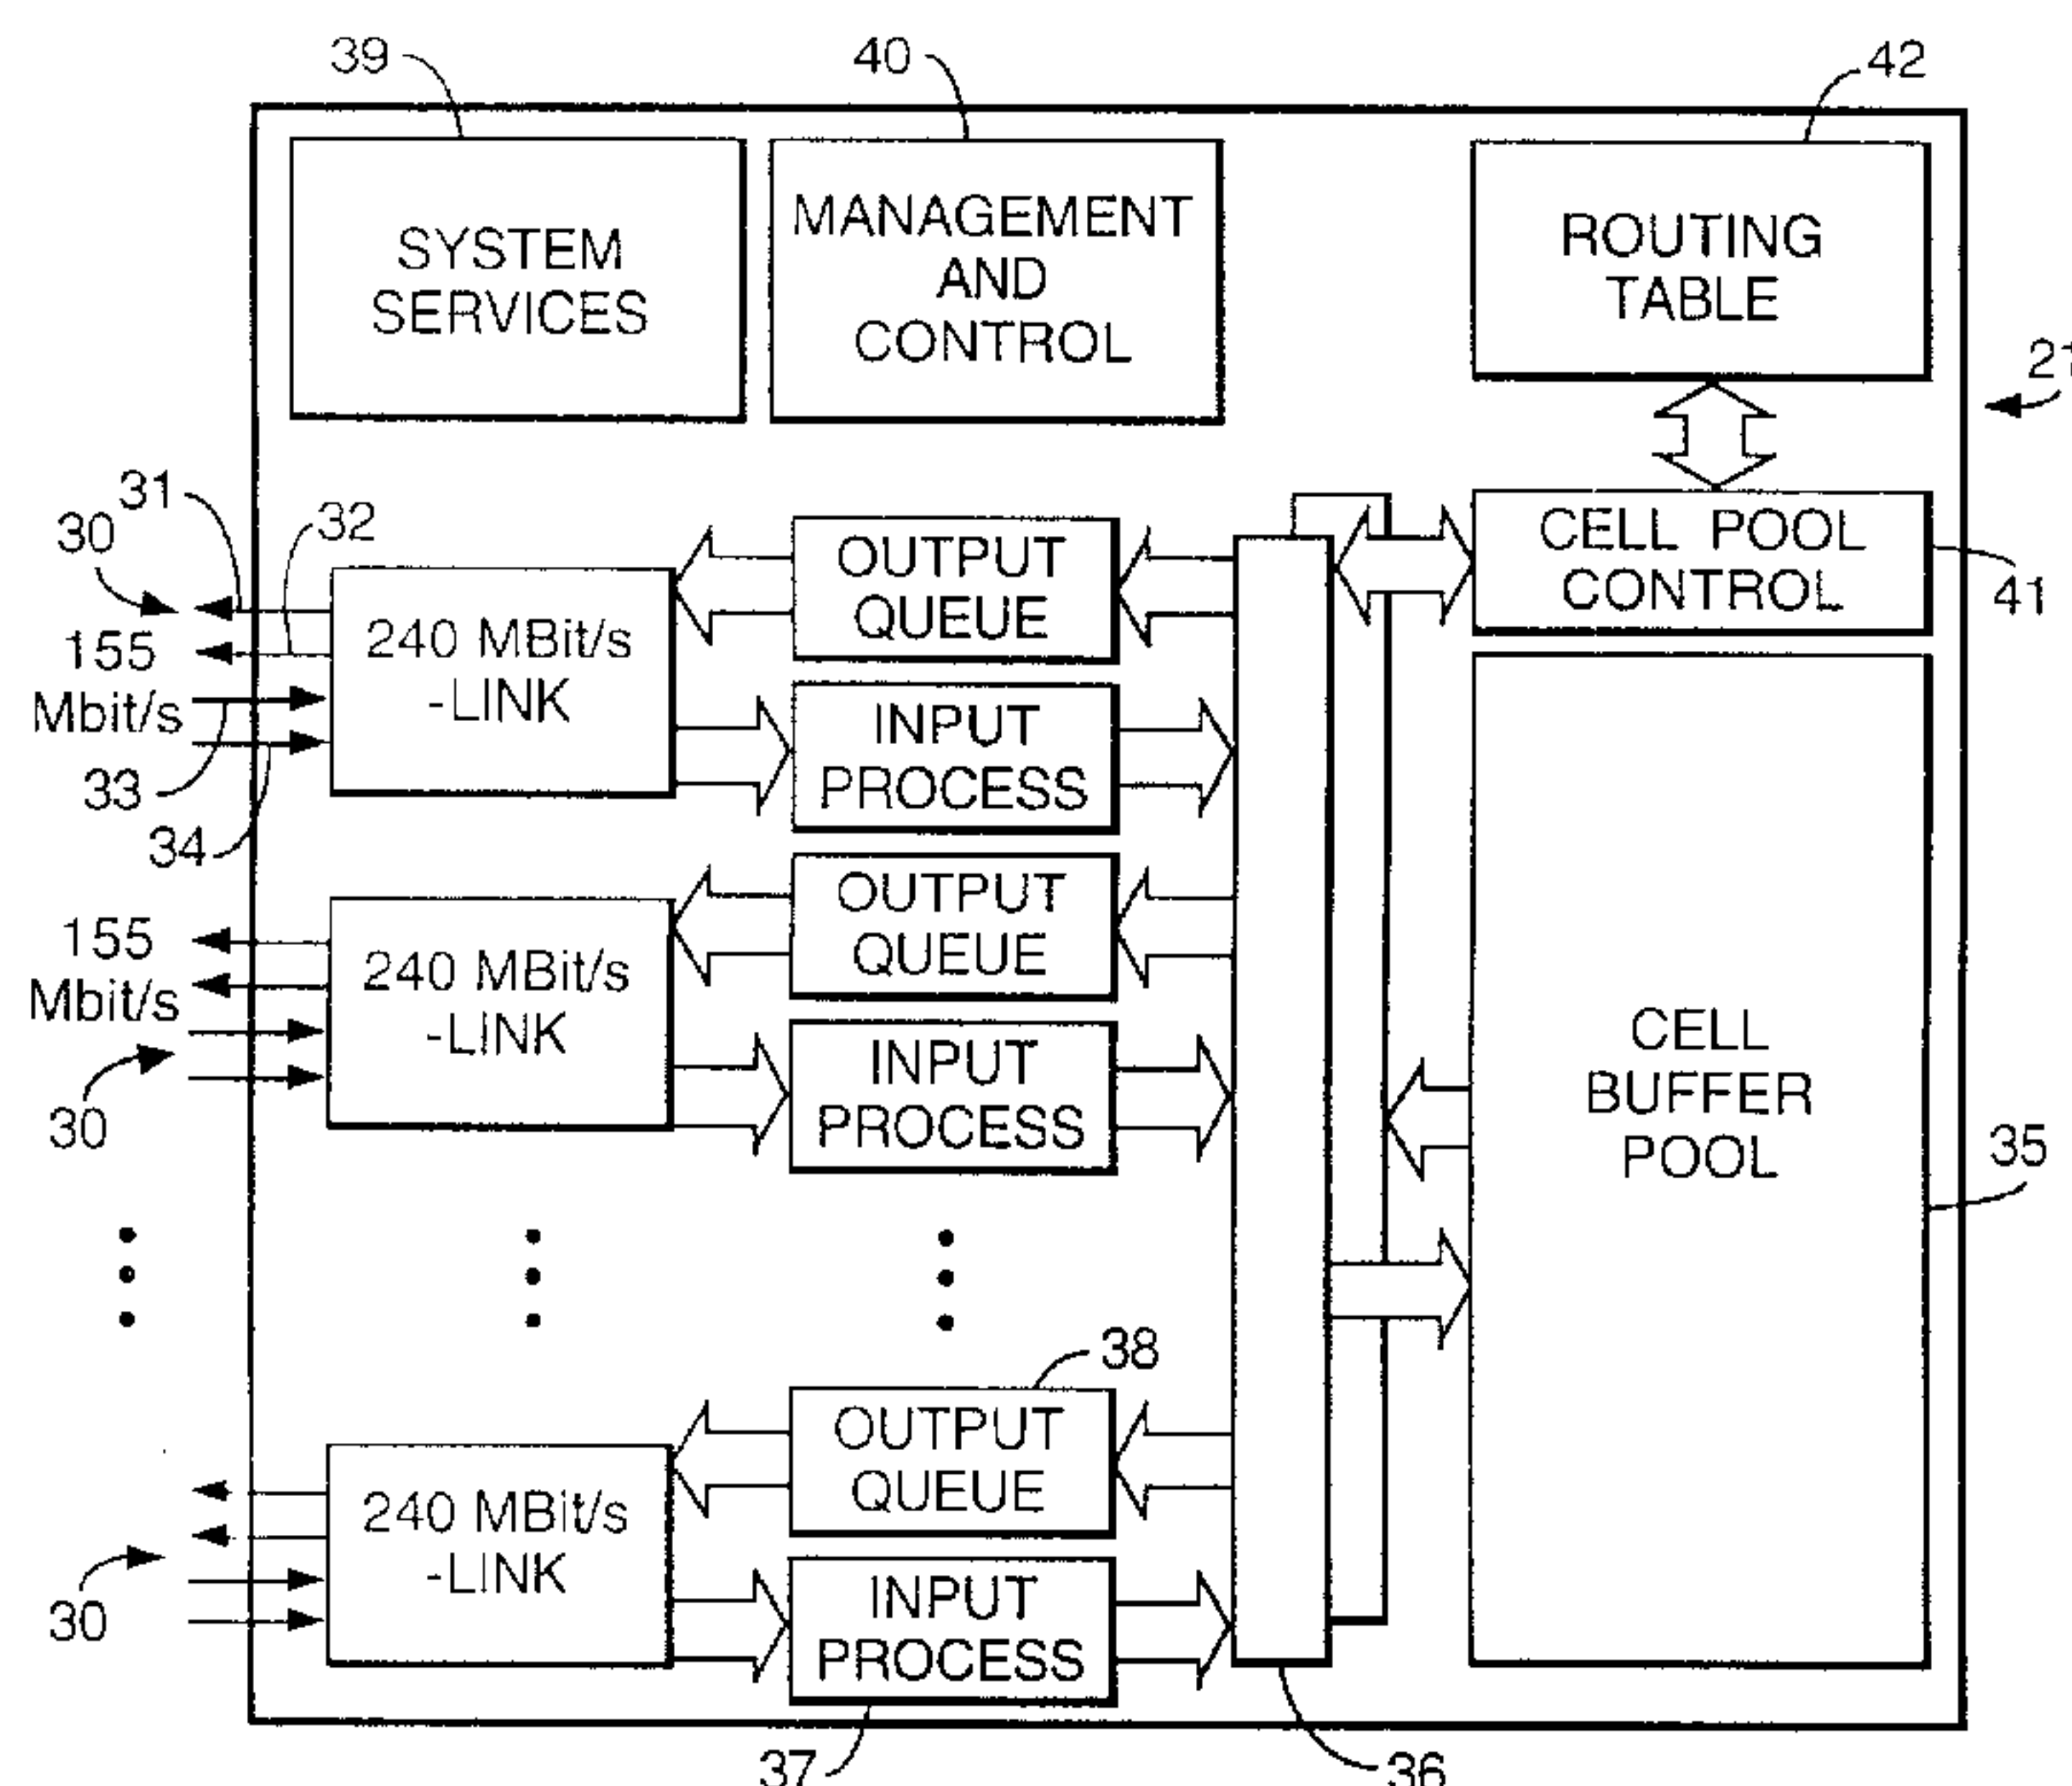 39
40
42
SYSTEM
SERVICES
MANAGEMENT
AND
CONTROL
ROUTING
TABLE
21
31
30
32
155
Mbit/s
33
34
240 MBit/s
-LINK
OUTPUT
QUEUE
INPUT
PROCESS
CELL POOL
CONTROL
41
155
Mbit/s
30
240 MBit/s
-LINK
OUTPUT
QUEUE
INPUT
PROCESS
CELL
BUFFER
POOL
35
38
30
240 MBit/s
-LINK
OUTPUT
QUEUE
INPUT
PROCESS
37
36